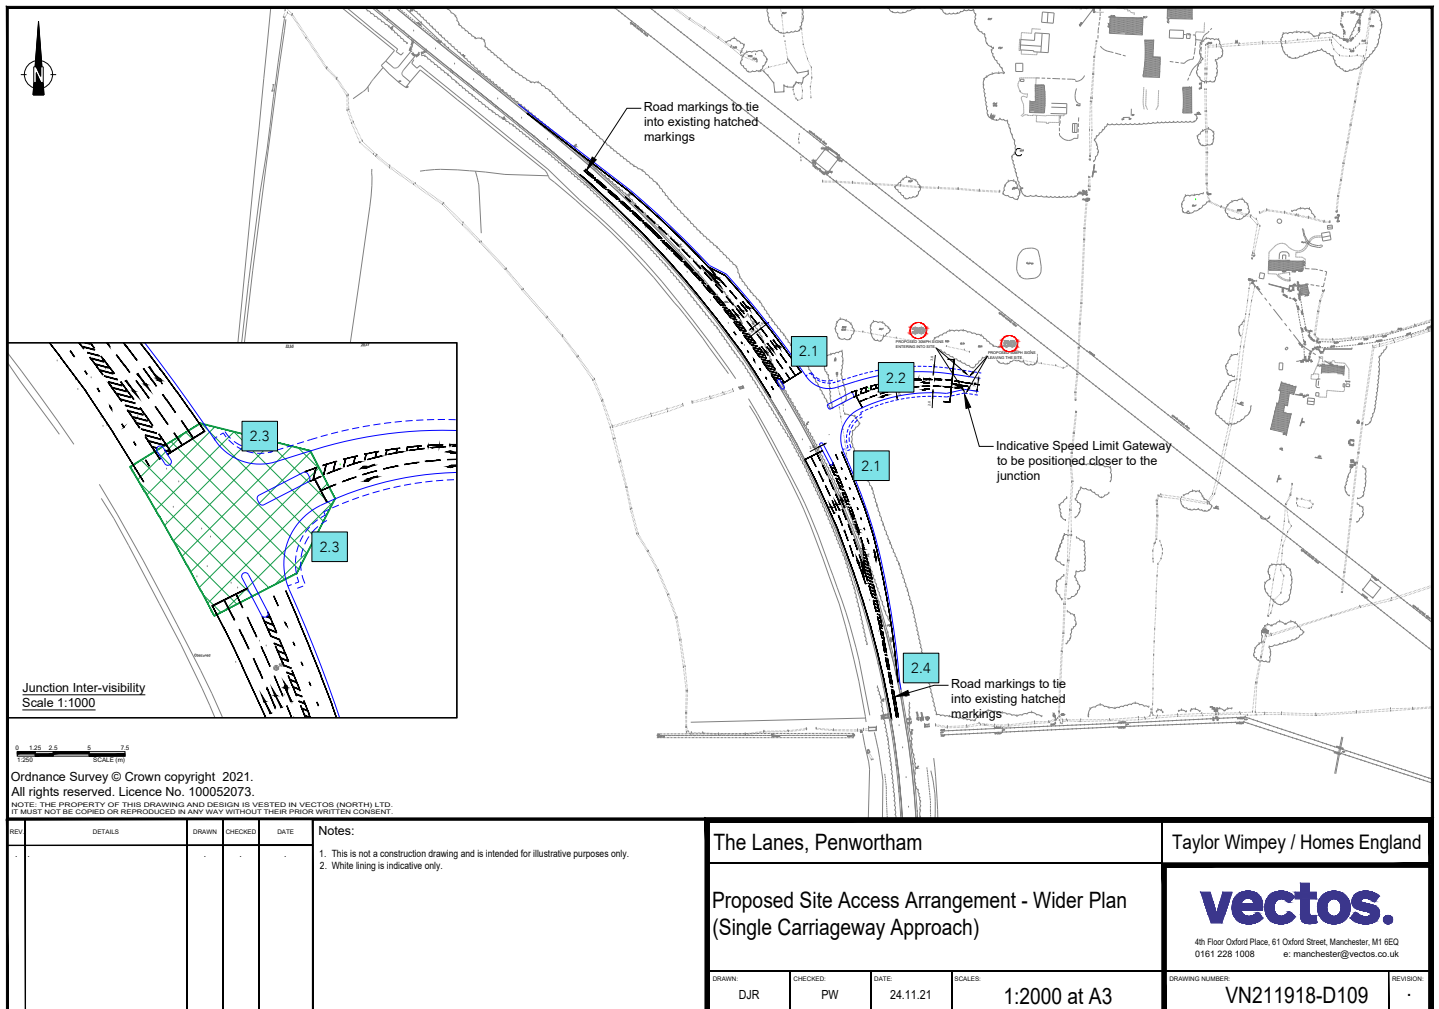 N
Road markings to tie
into existing hatched
markings
2.1
2.2
PROPOSED 30MPH SIGNS
ENTERING INTO SITE
LEAVING THE SITE
Indicative Speed Limit Gateway
to be positioned closer to the
junction
2.1
2.4
Road markings to tie
into existing hatched
markings
2.3
2.3
Junction Inter-visibility
Scale 1:1000
0 1.25 2.5 5 7.5
1:250 SCALE (m)
Ordnance Survey © Crown copyright 2021.
All rights reserved. Licence No. 100052073.
NOTE: THE PROPERTY OF THIS DRAWING AND DESIGN IS VESTED IN VECTOS (NORTH) LTD.
IT MUST NOT BE COPIED OR REPRODUCED IN ANY WAY WITHOUT THEIR PRIOR WRITTEN CONSENT.
REV. DETAILS DRAWN CHECKED DATE
Notes:
1. This is not a construction drawing and is intended for illustrative purposes only.
2. White lining is indicative only.
The Lanes, Penwortham
Taylor Wimpey / Homes England
Proposed Site Access Arrangement - Wider Plan
(Single Carriageway Approach)
vectos.
4th Floor Oxford Place, 61 Oxford Street, Manchester, M1 6EQ
0161 228 1008 e: manchester@vectos.co.uk
DRAWN: CHECKED: DATE: SCALES:
DJR PW 24.11.21 1:2000 at A3
DRAWING NUMBER: REVISION:
VN211918-D109 .